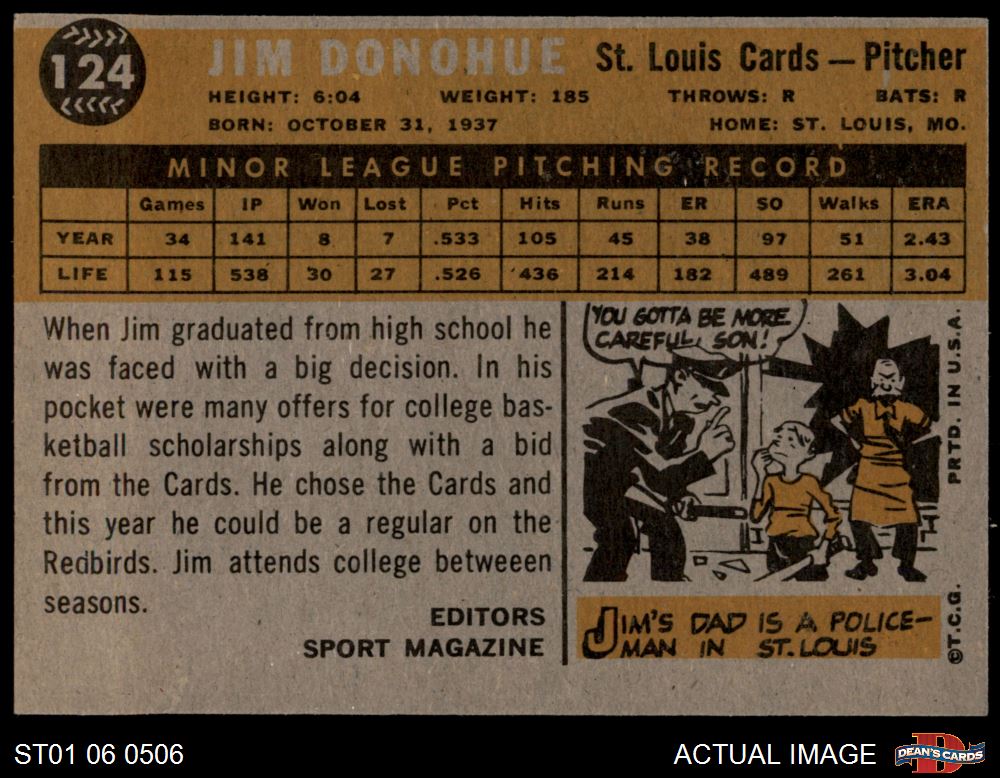 124
JIM DONOHUE
St. Louis Cards — Pitcher
HEIGHT: 6:04 WEIGHT: 185 THROWS: R BATS: R
BORN: OCTOBER 31, 1937 HOME: ST. LOUIS, MO.
MINOR LEAGUE PITCHING RECORD
Games IP Won Lost Pct Hits Runs ER SO Walks ERA
YEAR 34 141 8 7 .533 105 45 38 97 51 2.43
LIFE 115 538 30 27 .526 436 214 182 489 261 3.04
When Jim graduated from high school he
was faced with a big decision. In his
pocket were many offers for college bas-
ketball scholarships along with a bid
from the Cards. He chose the Cards and
this year he could be a regular on the
Redbirds. Jim attends college betweeen
seasons.
EDITORS
SPORT MAGAZINE
YOU GOTTA BE MORE
CAREFUL, SON!
JIM'S DAD IS A POLICE-
MAN IN ST. LOUIS
©T.C.G. PRTD. IN U.S.A.
ST01 06 0506
ACTUAL IMAGE
DEAN'S CARDS